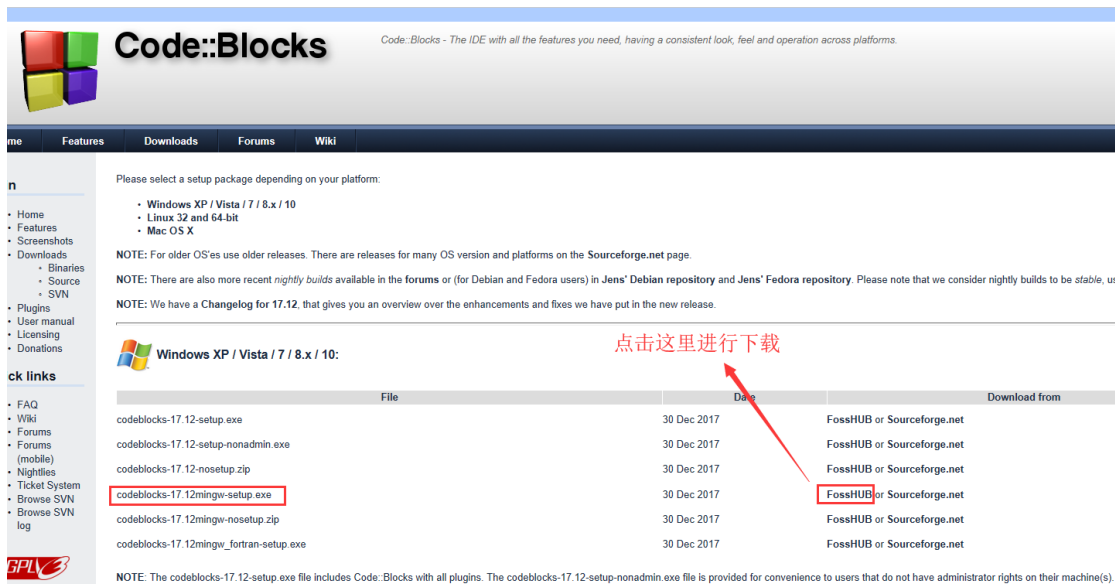 Code::Blocks
Code::Blocks - The IDE with all the features you need, having a consistent look, feel and operation across platforms.
me Features Downloads Forums Wiki
n
Home
Features
Screenshots
Downloads
Binaries
Source
SVN
Plugins
User manual
Licensing
Donations
ck links
FAQ
Wiki
Forums
Forums
(mobile)
Nightlies
Ticket System
Browse SVN
Browse SVN
log
GPLv3
Please select a setup package depending on your platform:
Windows XP / Vista / 7 / 8.x / 10
Linux 32 and 64-bit
Mac OS X
NOTE: For older OS'es use older releases. There are releases for many OS version and platforms on the Sourceforge.net page.
NOTE: There are also more recent nightly builds available in the forums or (for Debian and Fedora users) in Jens' Debian repository and Jens' Fedora repository. Please note that we consider nightly builds to be stable, us
NOTE: We have a Changelog for 17.12, that gives you an overview over the enhancements and fixes we have put in the new release.
Windows XP / Vista / 7 / 8.x / 10:
点击这里进行下载
File Date Download from
codeblocks-17.12-setup.exe 30 Dec 2017 FossHUB or Sourceforge.net
codeblocks-17.12-setup-nonadmin.exe 30 Dec 2017 FossHUB or Sourceforge.net
codeblocks-17.12-nosetup.zip 30 Dec 2017 FossHUB or Sourceforge.net
codeblocks-17.12mingw-setup.exe 30 Dec 2017 FossHUB or Sourceforge.net
codeblocks-17.12mingw-nosetup.zip 30 Dec 2017 FossHUB or Sourceforge.net
codeblocks-17.12mingw_fortran-setup.exe 30 Dec 2017 FossHUB or Sourceforge.net
NOTE: The codeblocks-17.12-setup.exe file includes Code::Blocks with all plugins. The codeblocks-17.12-setup-nonadmin.exe file is provided for convenience to users that do not have administrator rights on their machine(s).